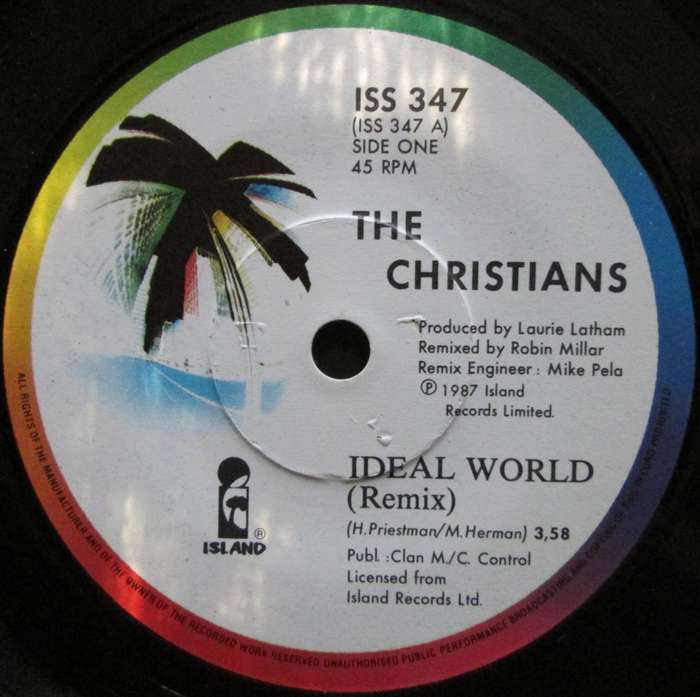 ISS 347
(ISS 347 A)
SIDE ONE
45 RPM
THE
CHRISTIANS
Produced by Laurie Latham
Remixed by Robin Millar
Remix Engineer : Mike Pela
℗ 1987 Island
Records Limited.
IDEAL WORLD
(Remix)
(H.Priestman/M.Herman) 3,58
Publ :Clan M./C. Control
Licensed from
Island Records Ltd.
®
ISLAND
ALL RIGHTS OF THE MANUFACTURER AND OF THE OWNER OF THE RECORDED WORK RESERVED UNAUTHORISED PUBLIC PERFORMANCE BROADCASTING AND COPYING OF THIS RECORD PROHIBITED